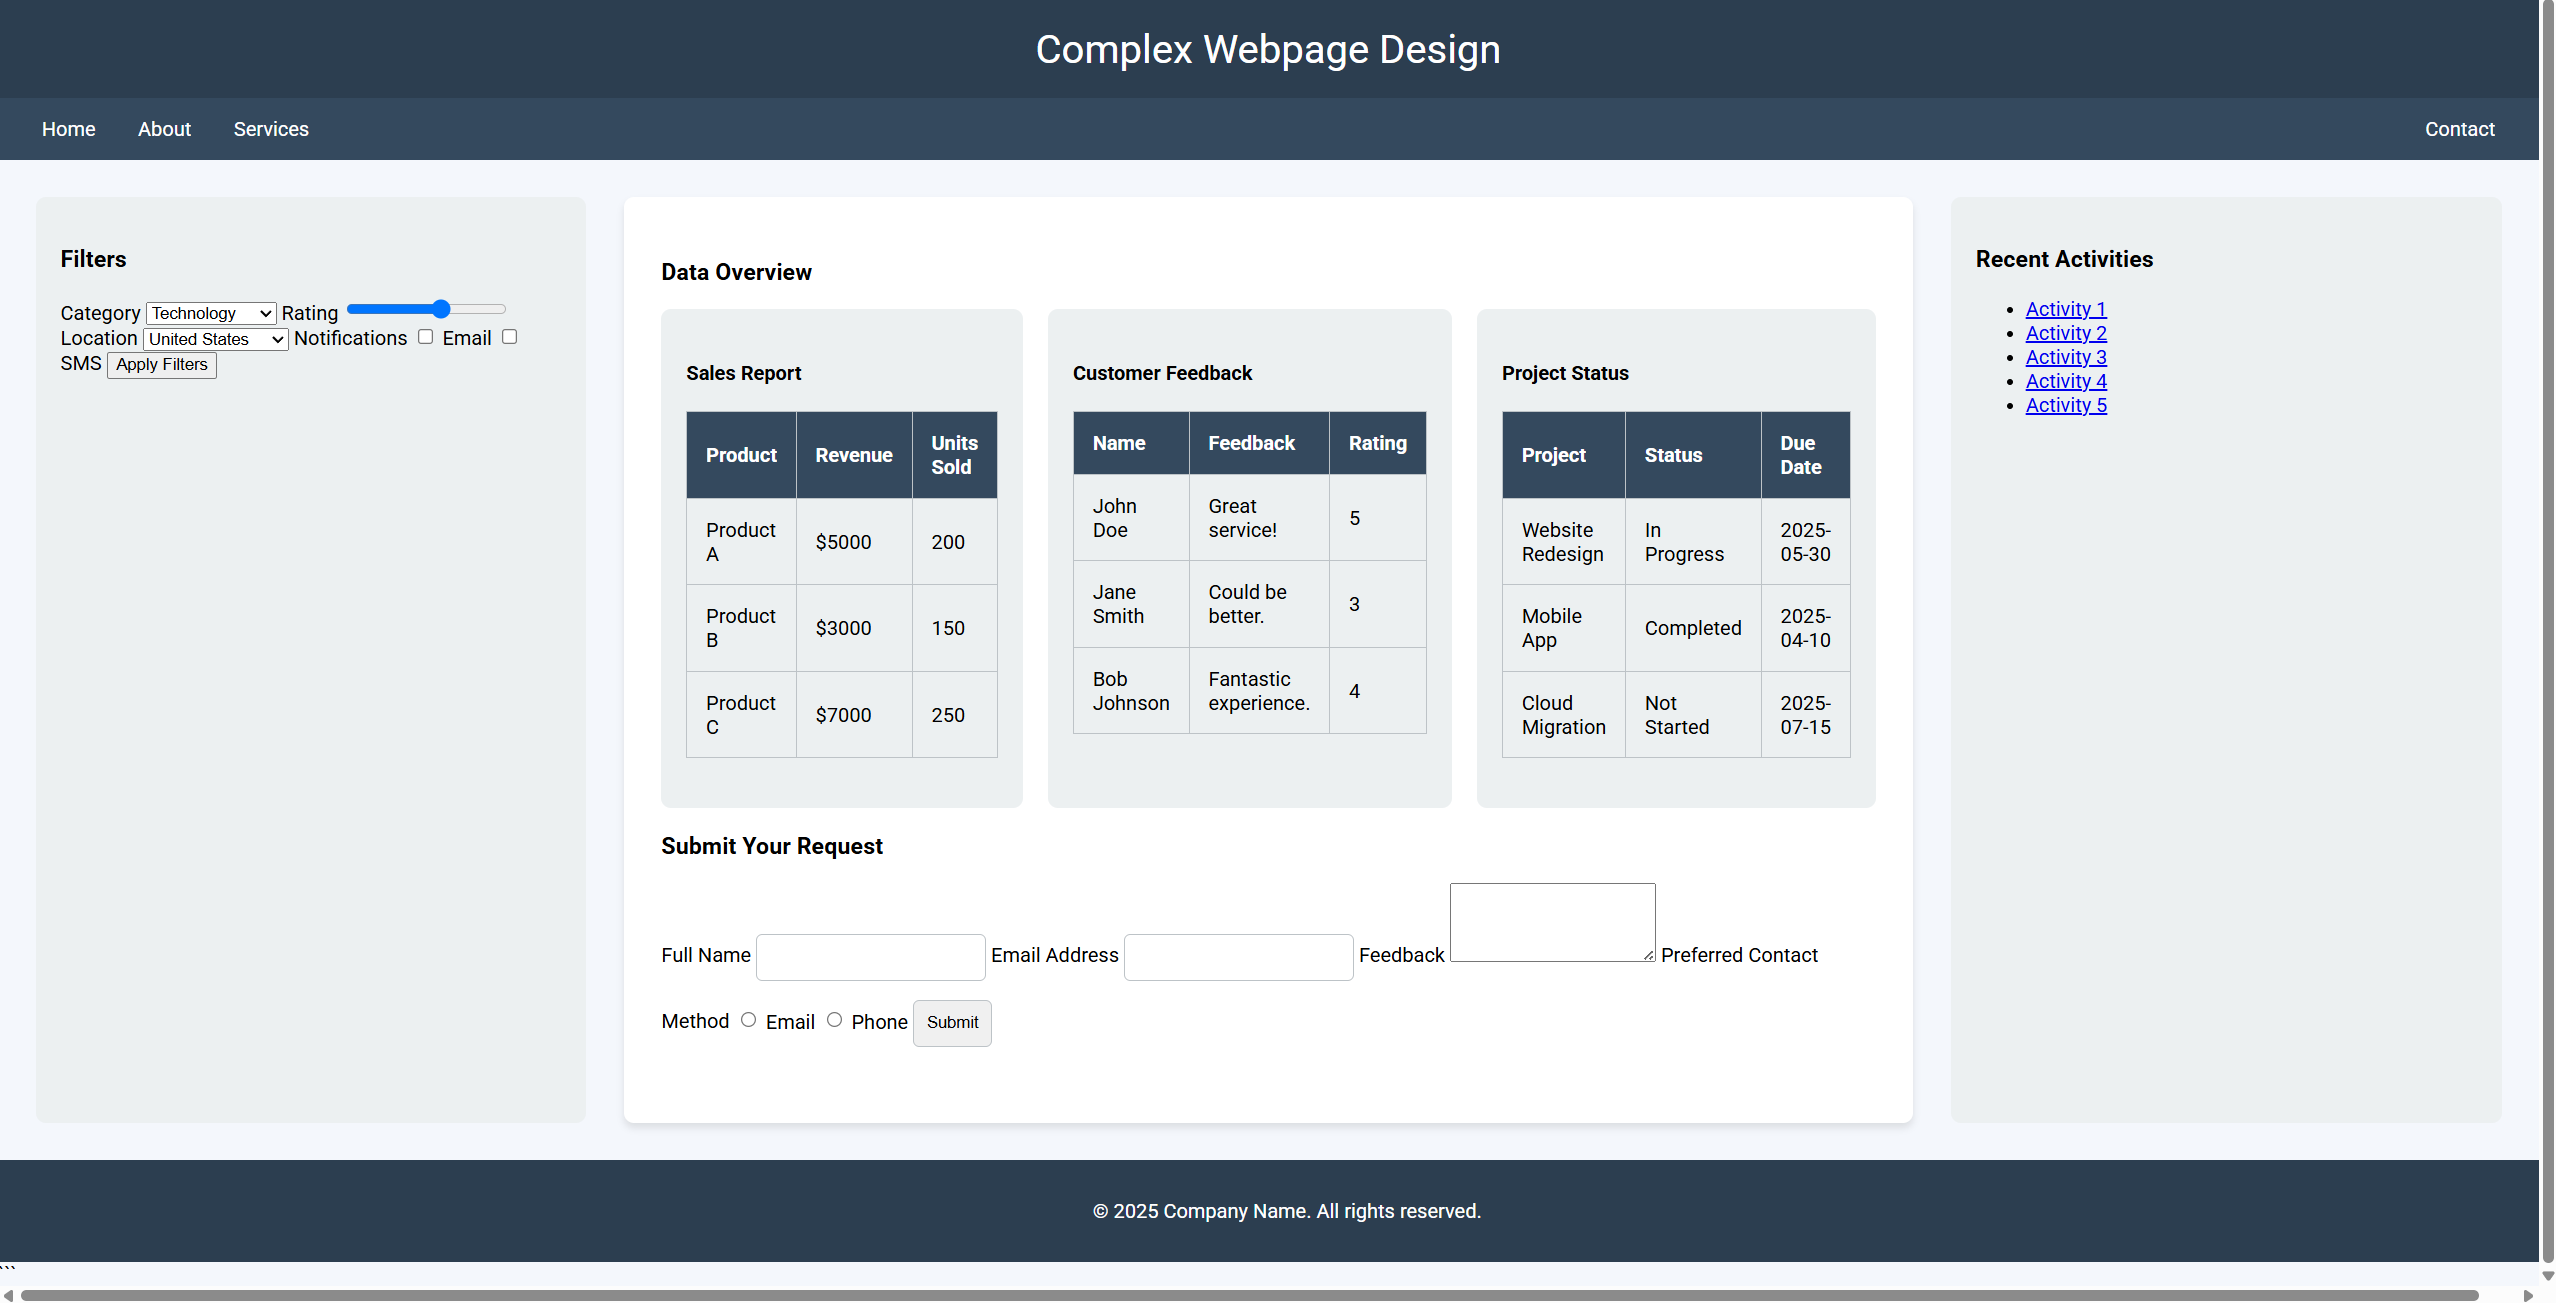 Complex Webpage Design
Home About Services Contact
Filters
Category Technology Rating
Location United States Notifications Email
SMS Apply Filters
Data Overview
Sales Report
Product Revenue Units Sold
Product A $5000 200
Product B $3000 150
Product C $7000 250
Customer Feedback
Name Feedback Rating
John Doe Great service! 5
Jane Smith Could be better. 3
Bob Johnson Fantastic experience. 4
Project Status
Project Status Due Date
Website Redesign In Progress 2025-05-30
Mobile App Completed 2025-04-10
Cloud Migration Not Started 2025-07-15
Submit Your Request
Full Name Email Address Feedback Preferred Contact
Method Email Phone Submit
Recent Activities
Activity 1
Activity 2
Activity 3
Activity 4
Activity 5
© 2025 Company Name. All rights reserved.
```